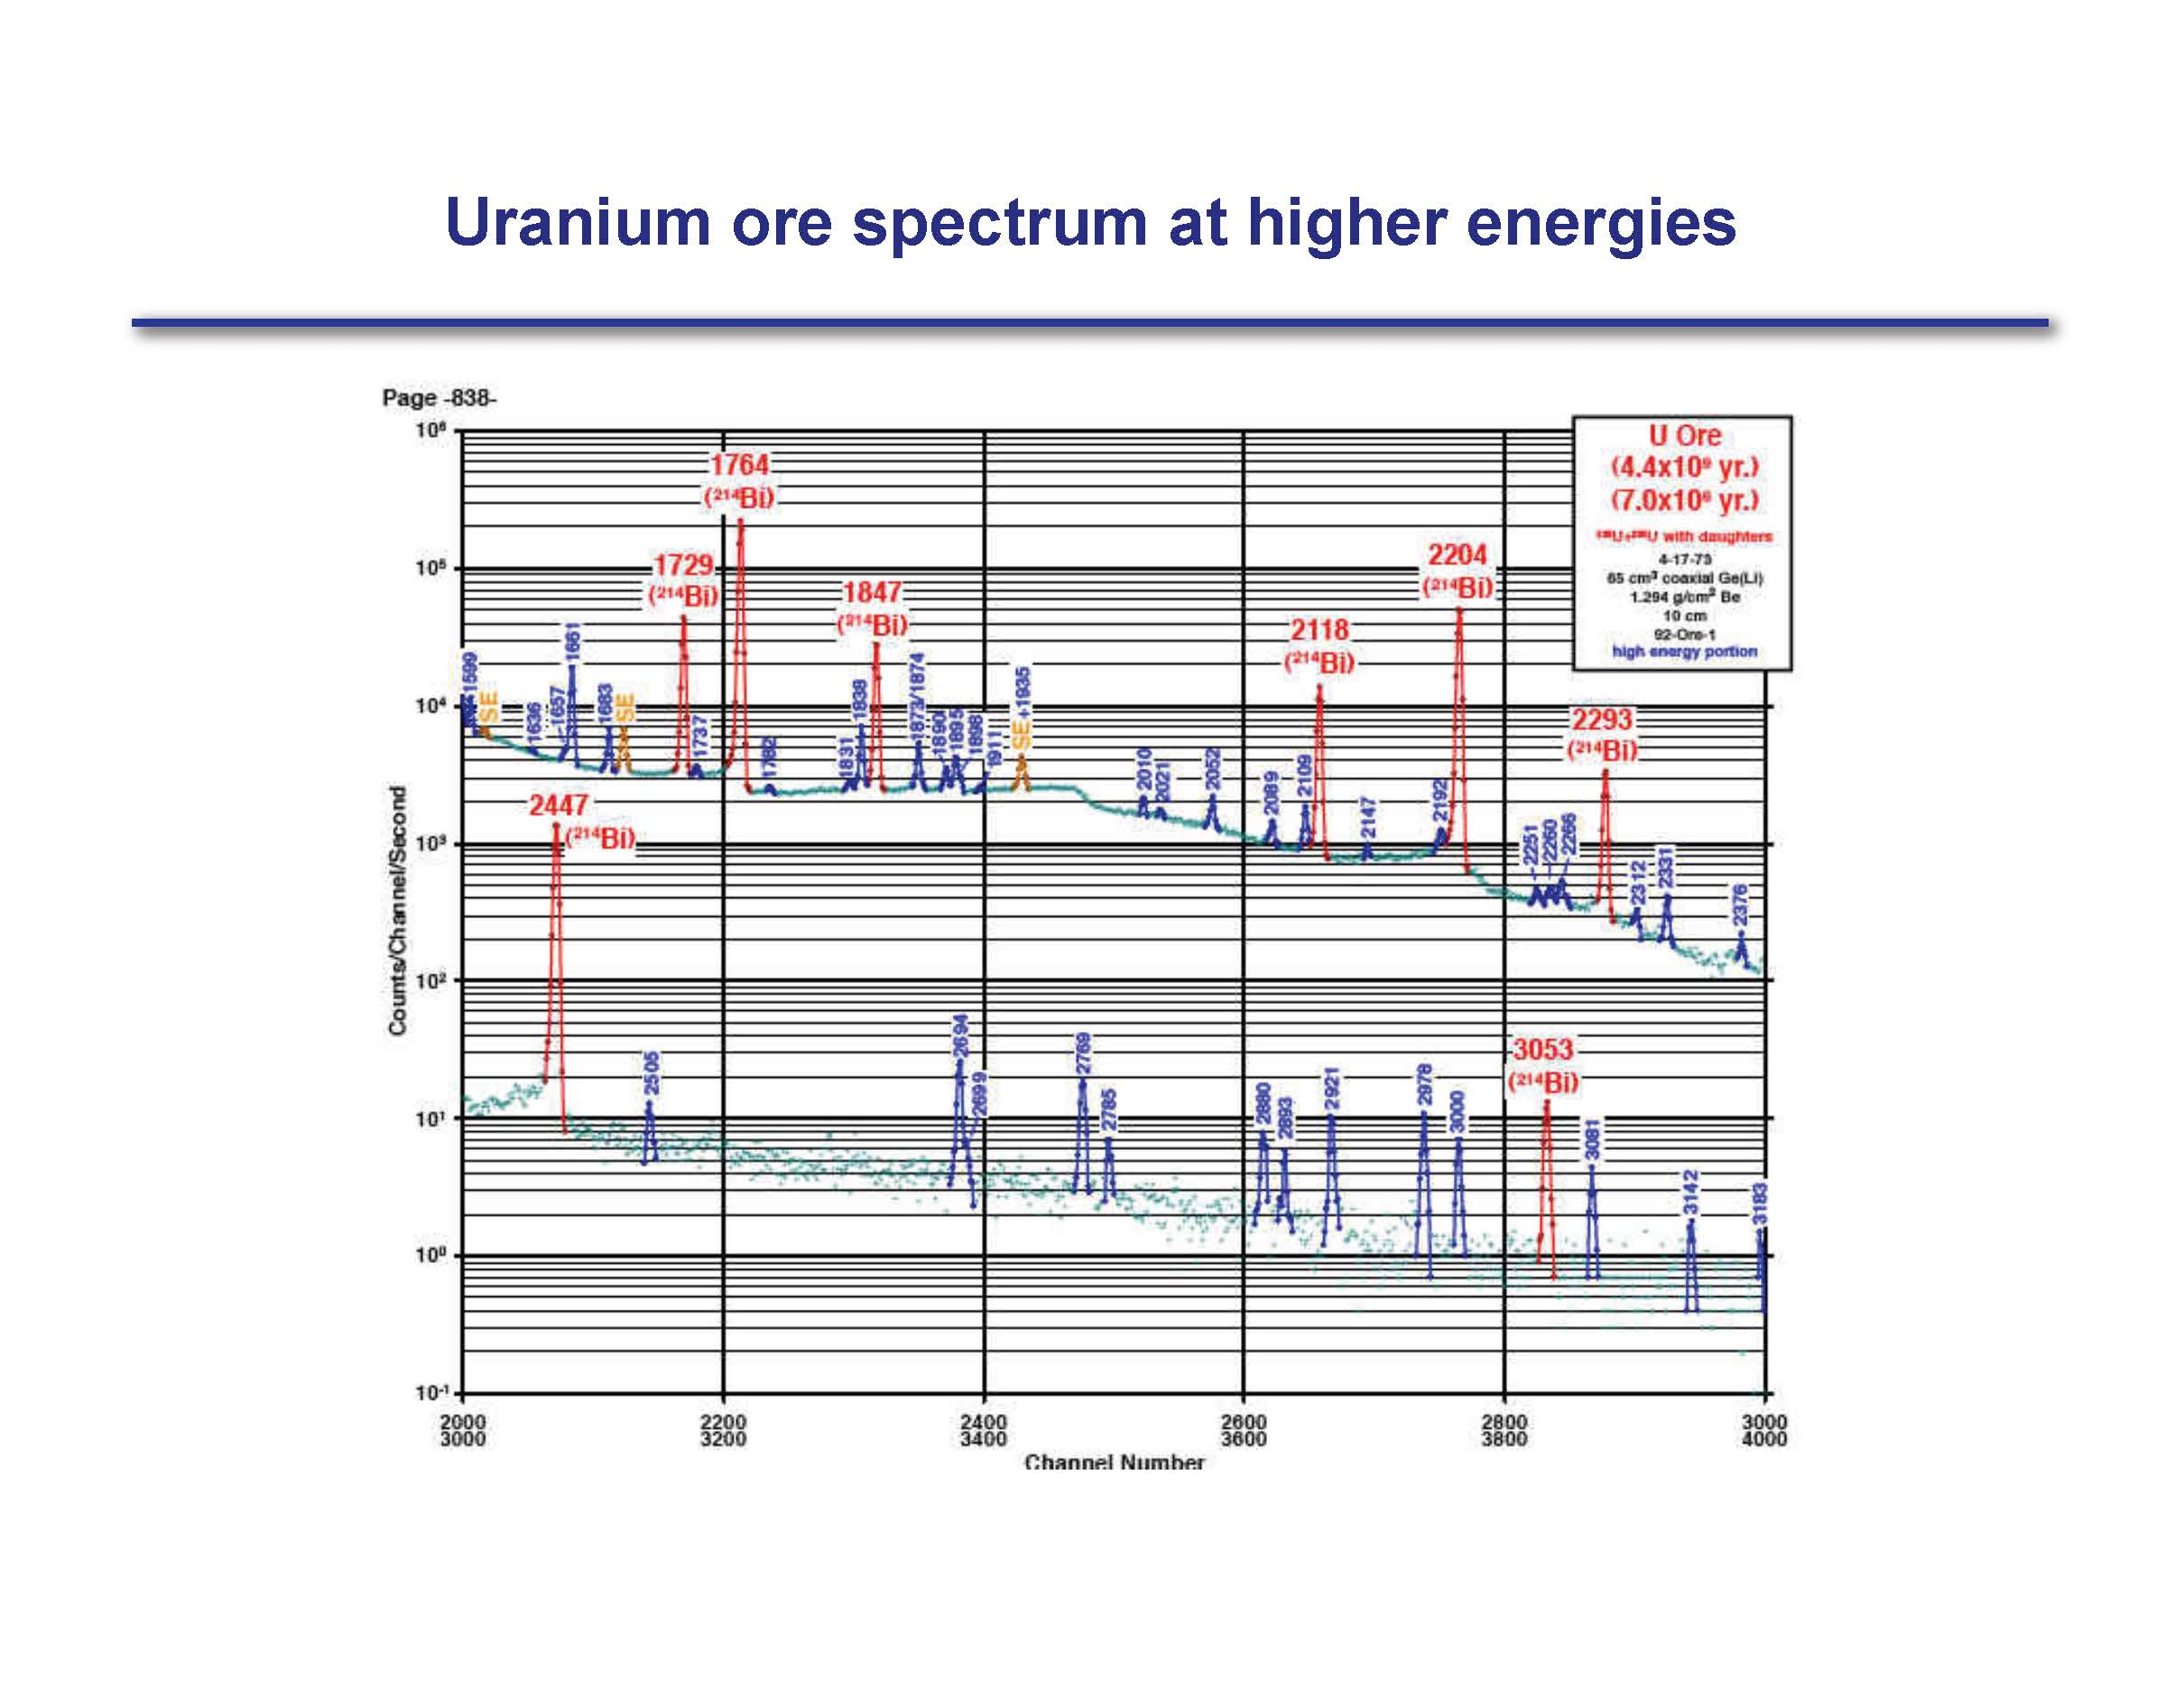 Uranium ore spectrum at higher energies
Page -838-
U Ore
(4.4x10⁹ yr.)
(7.0x10⁸ yr.)
with daughters
4-17-73
65 cm³ coaxial Ge(Li)
1.294 g/cm² Be
10 cm
92-Ore-1
high energy portion
Counts/Channel/Second
10⁶
10⁵
10⁴
10³
10²
10¹
10⁰
10⁻¹
1764
(²¹⁴Bi)
1729
(²¹⁴Bi)
1847
(²¹⁴Bi)
2204
(²¹⁴Bi)
2118
(²¹⁴Bi)
2293
(²¹⁴Bi)
1599
SE
1636
1657
1661
1683
SE
1737
1782
1831
1838
1873/1874
1890
1895
1898
1911
SE+1935
2010
2021
2052
2089
2109
2147
2192
2251
2260
2266
2312
2331
2376
2447
(²¹⁴Bi)
2505
2694
2699
2769
2785
2880
2893
2921
2978
3000
3053
(²¹⁴Bi)
3081
3142
3183
2000 2200 2400 2600 2800 3000
3000 3200 3400 3600 3800 4000
Channel Number